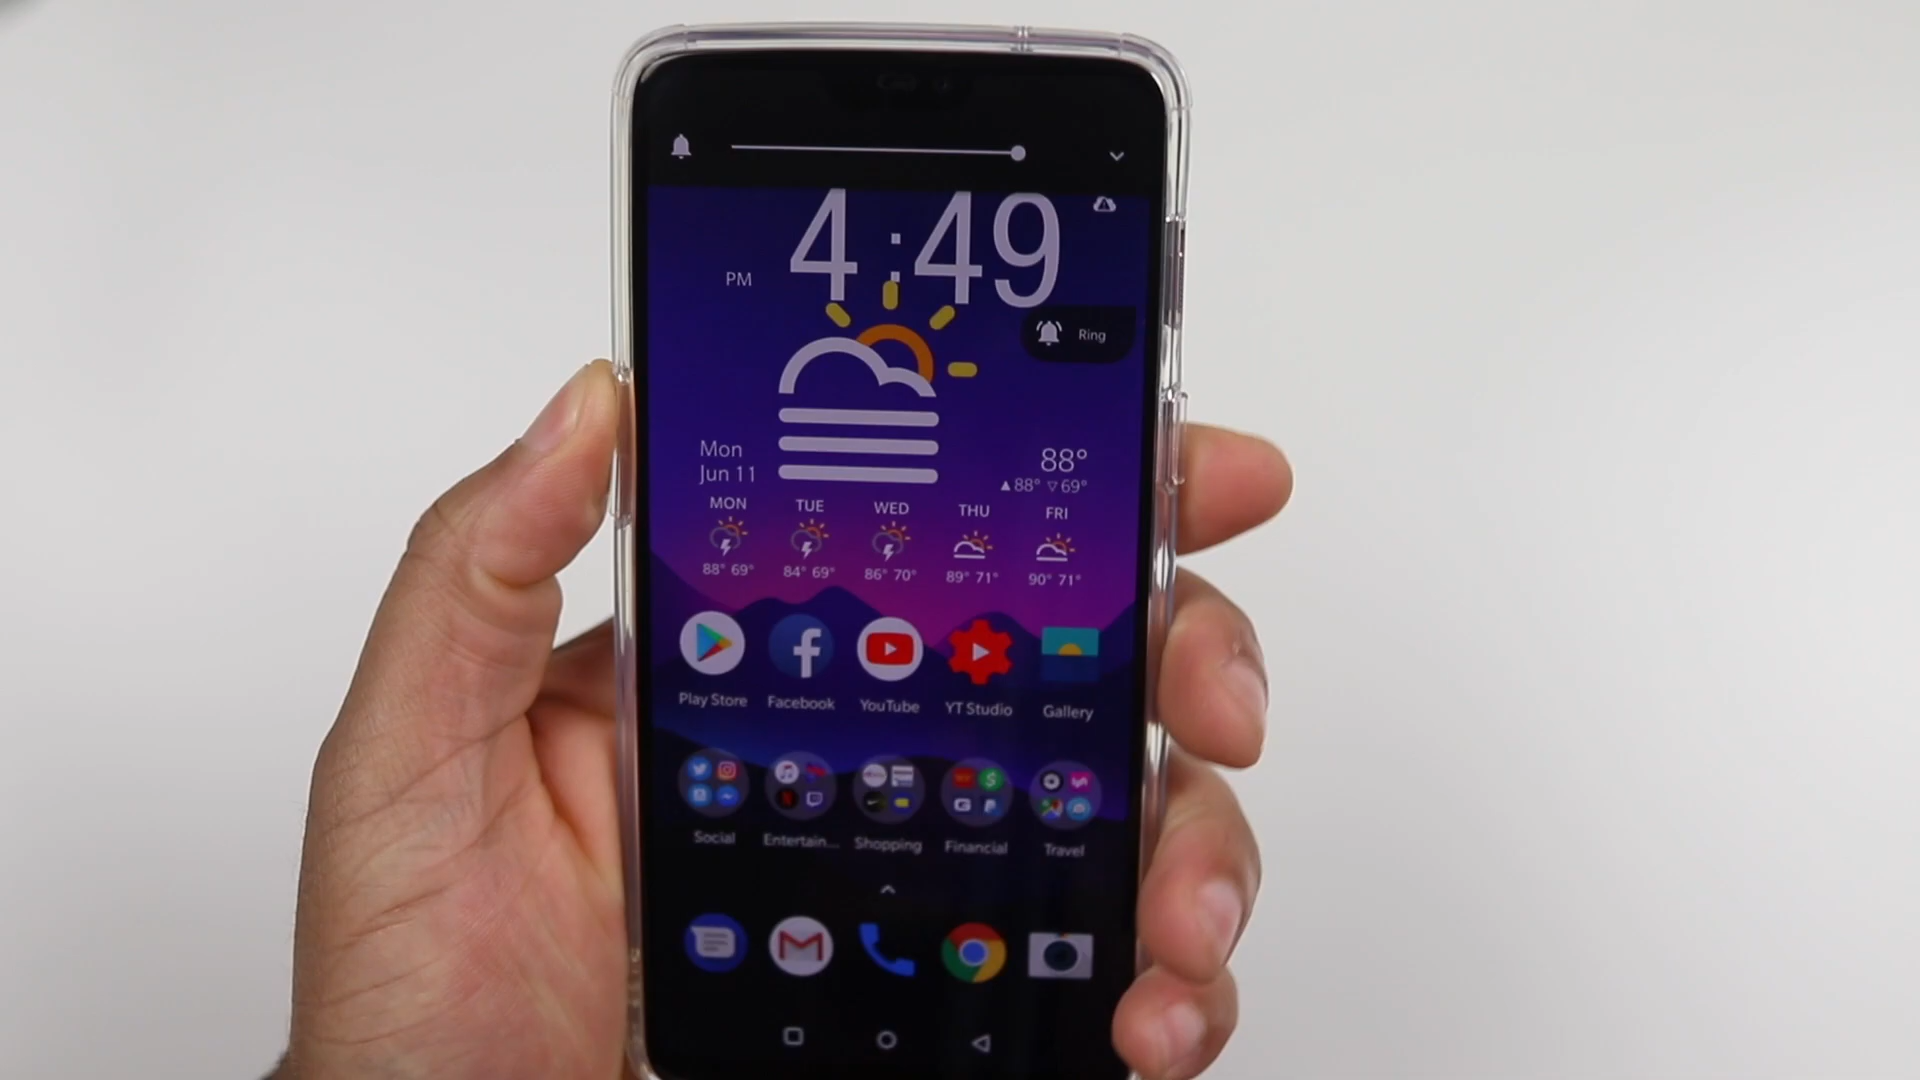 4:49
PM
Ring
Mon
Jun 11
88°
▲88° ▽69°
MON TUE WED THU FRI
88° 69° 84° 69° 86° 70° 89° 71° 90° 71°
Play Store Facebook YouTube YT Studio Gallery
Social Entertain... Shopping Financial Travel